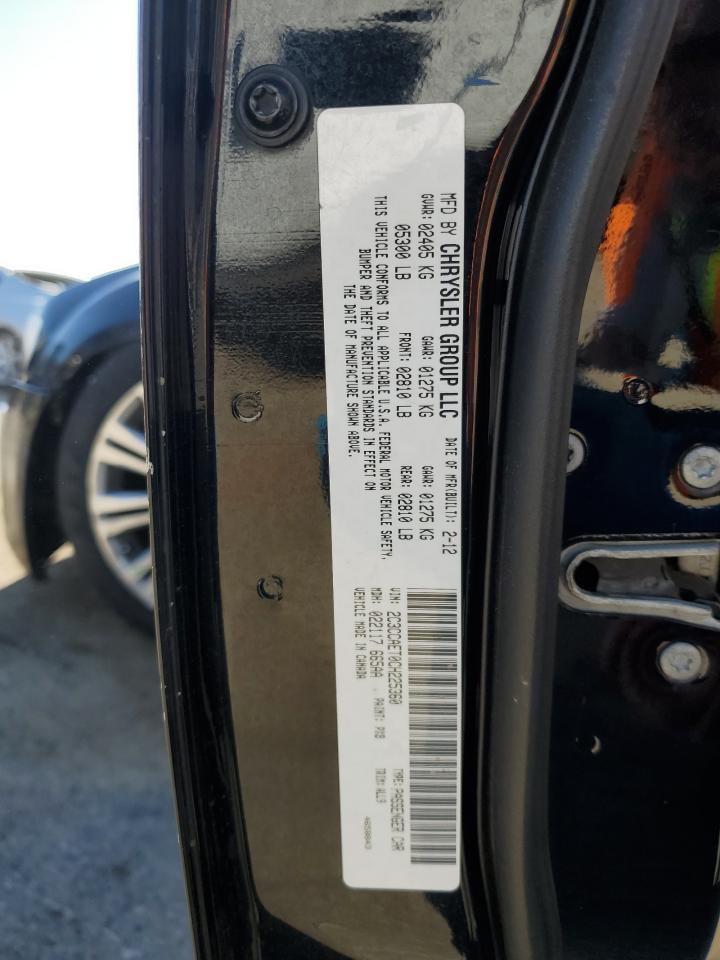 MFD BY CHRYSLER GROUP LLC DATE OF MFR(BUILT): 2-12
GVWR: 02405 KG GAWR: 01275 KG GAWR: 01275 KG
05300 LB FRONT: 02810 LB REAR: 02810 LB
THIS VEHICLE CONFORMS TO ALL APPLICABLE U.S.A. FEDERAL MOTOR VEHICLE SAFETY,
BUMPER AND THEFT PREVENTION STANDARDS IN EFFECT ON
THE DATE OF MANUFACTURE SHOWN ABOVE.
VIN: 2C3CCAET0CH225360 TYPE: PASSENGER CAR
MDH: 022117 665AA . PAINT: PX8 TRIM: HLL9
VEHICLE MADE IN CANADA